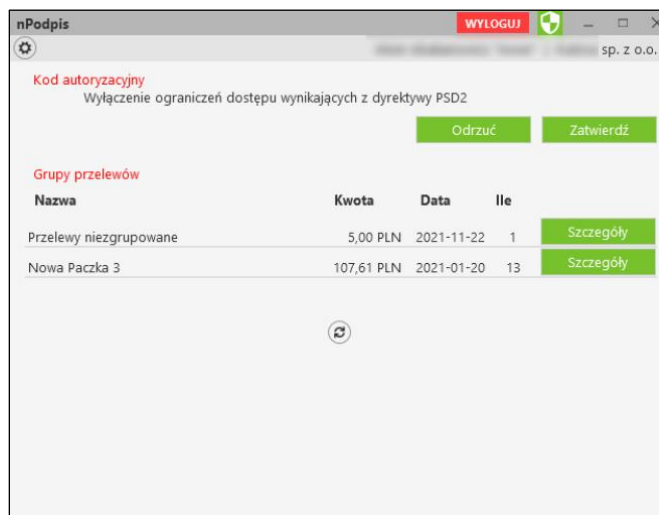 nPodpis WYLOGUJ
sp. z o.o.
Kod autoryzacyjny
Wyłączenie ograniczeń dostępu wynikających z dyrektywy PSD2
Odrzuć Zatwierdź
Grupy przelewów
Nazwa Kwota Data Ile
Przelewy niezgrupowane 5,00 PLN 2021-11-22 1 Szczegóły
Nowa Paczka 3 107,61 PLN 2021-01-20 13 Szczegóły